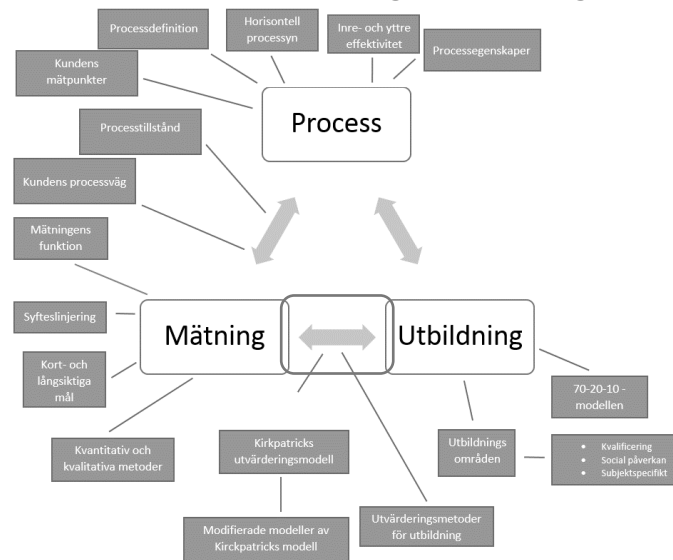 Processdefinition
Horisontell
processyn
Inre- och yttre
effektivitet
Processegenskaper
Kundens
mätpunkter
Process
Processtillstånd
Kundens processväg
Mätningens
funktion
Syfteslinjering
Mätning
Utbildning
Kort- och
långsiktiga
mål
70-20-10 -
modellen
Kvantitativ och
kvalitativa metoder
Kirkpatricks
utvärderingsmodell
Utbildnings
områden
• Kvalificering
• Social påverkan
• Subjektspecifikt
Modifierade modeller av
Kirckpatricks modell
Utvärderingsmetoder
för utbildning